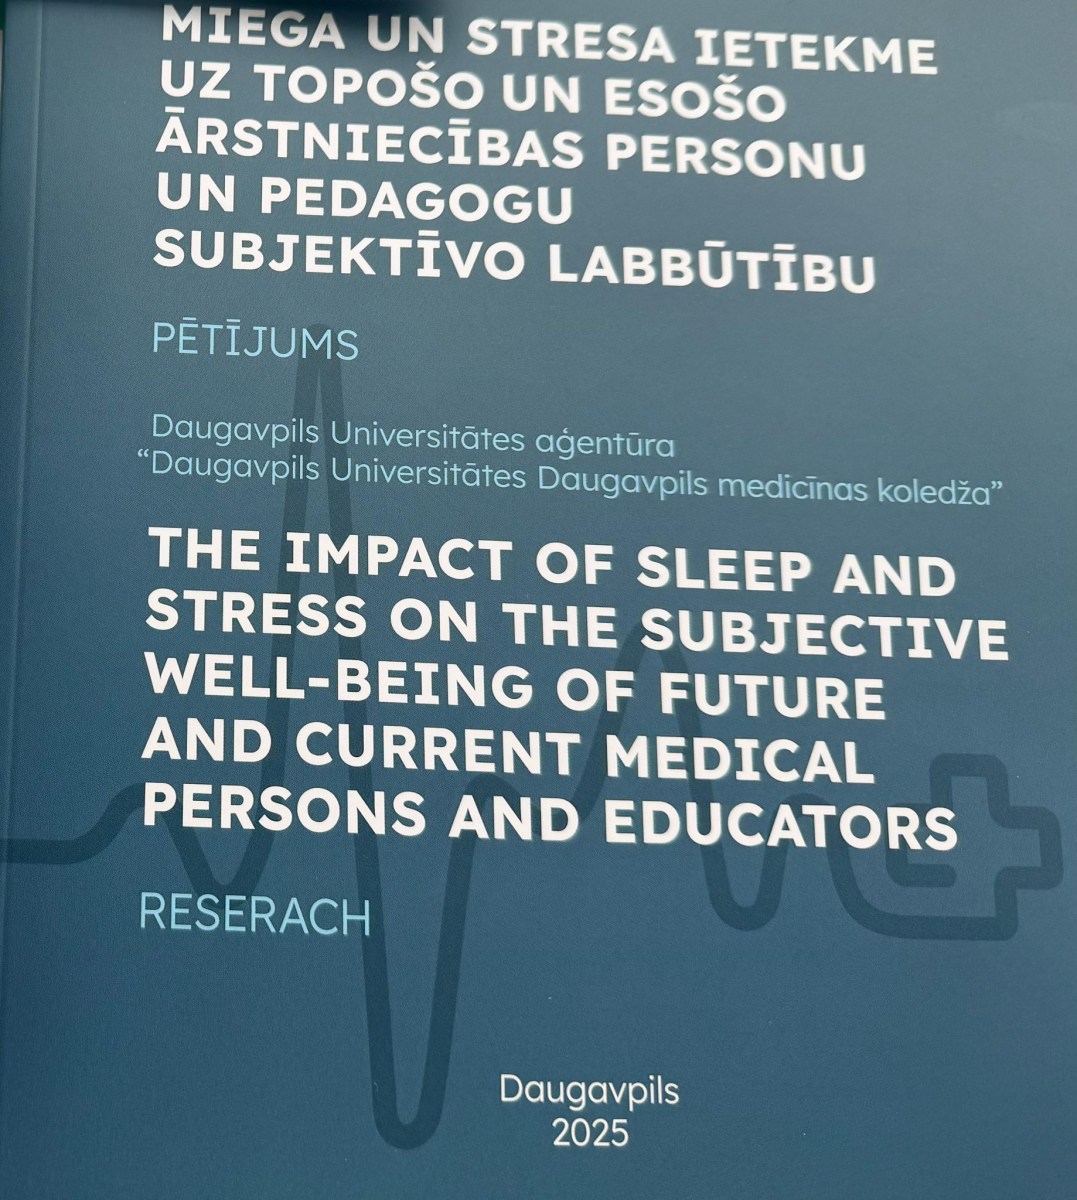 MIEGA UN STRESA IETEKME
UZ TOPOŠO UN ESOŠO
ĀRSTNIECĪBAS PERSONU
UN PEDAGOGU
SUBJEKTĪVO LABBŪTĪBU
PĒTĪJUMS
Daugavpils Universitātes aģentūra
“Daugavpils Universitātes Daugavpils medicīnas koledža”
THE IMPACT OF SLEEP AND
STRESS ON THE SUBJECTIVE
WELL-BEING OF FUTURE
AND CURRENT MEDICAL
PERSONS AND EDUCATORS
RESERACH
Daugavpils
2025